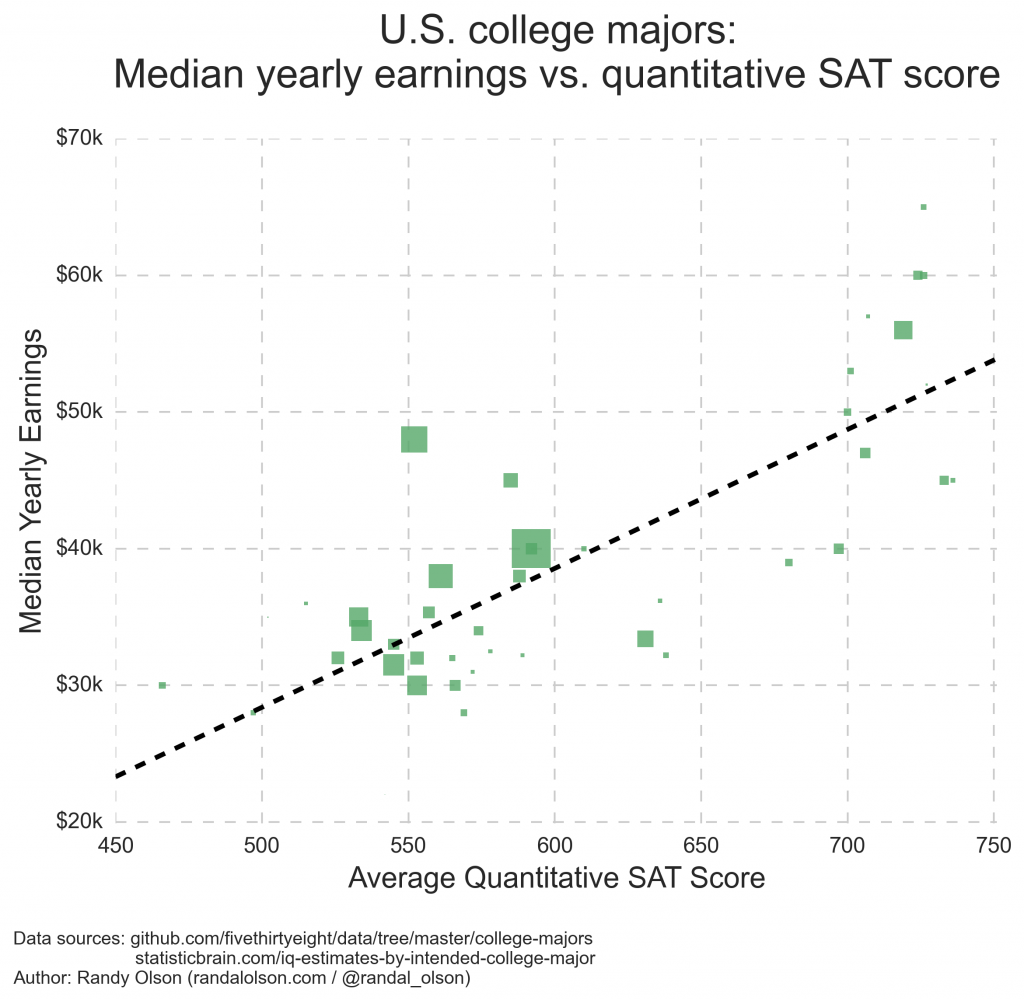 U.S. college majors:
Median yearly earnings vs. quantitative SAT score
$70k
$60k
$50k
$40k
$30k
$20k
Median Yearly Earnings
450 500 550 600 650 700 750
Average Quantitative SAT Score
Data sources: github.com/fivethirtyeight/data/tree/master/college-majors
statisticbrain.com/iq-estimates-by-intended-college-major
Author: Randy Olson (randalolson.com / @randal_olson)